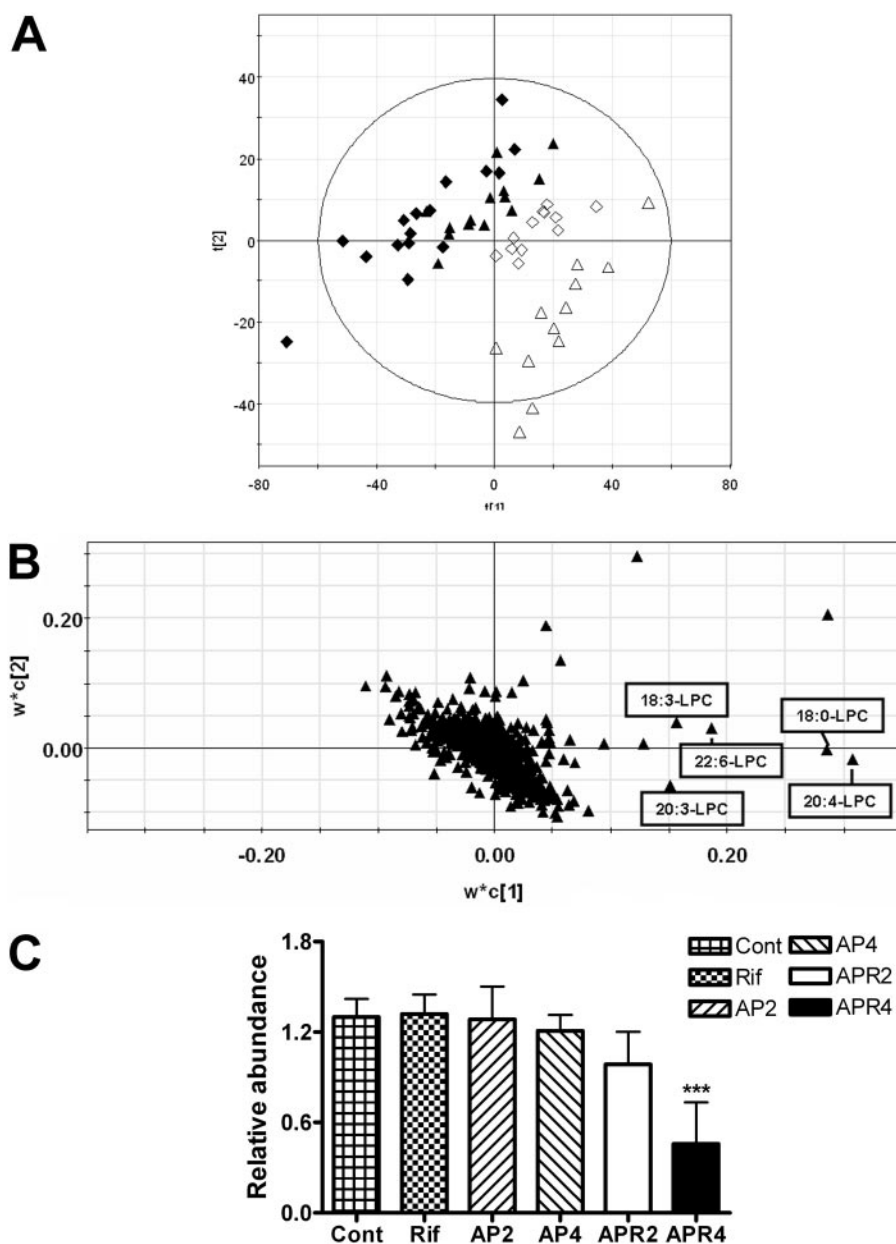 A
t[2]
40
20
0
-20
-40
-80
-40
0
40
80
t[1]
B
w*c[2]
0.20
0.00
18:3-LPC
18:0-LPC
22:6-LPC
20:3-LPC
20:4-LPC
-0.20
0.00
0.20
w*c[1]
C
Relative abundance
1.8
1.2
0.6
0.0
Cont
AP4
Rif
APR2
AP2
APR4
***
Cont Rif AP2 AP4 APR2 APR4